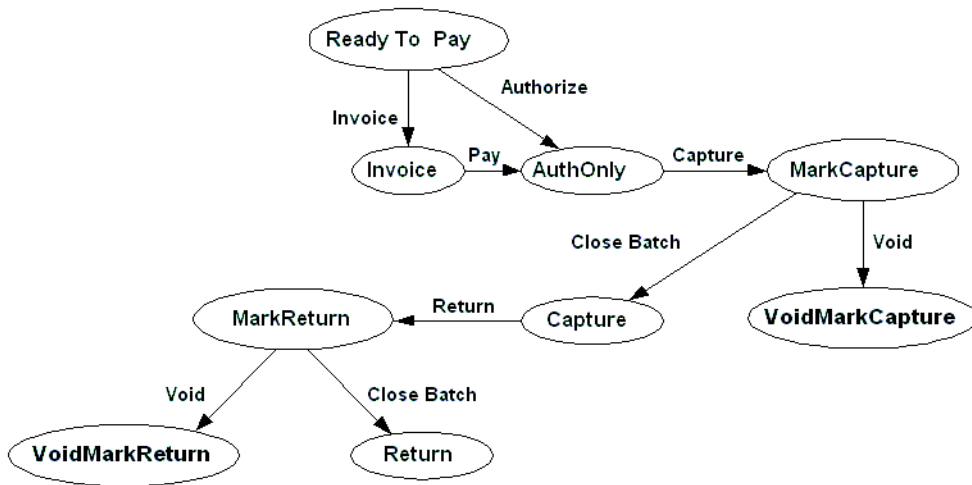 Ready To Pay
Authorize
Invoice
Invoice
Pay
AuthOnly
Capture
MarkCapture
Close Batch
Void
MarkReturn
Return
Capture
VoidMarkCapture
Void
Close Batch
VoidMarkReturn
Return